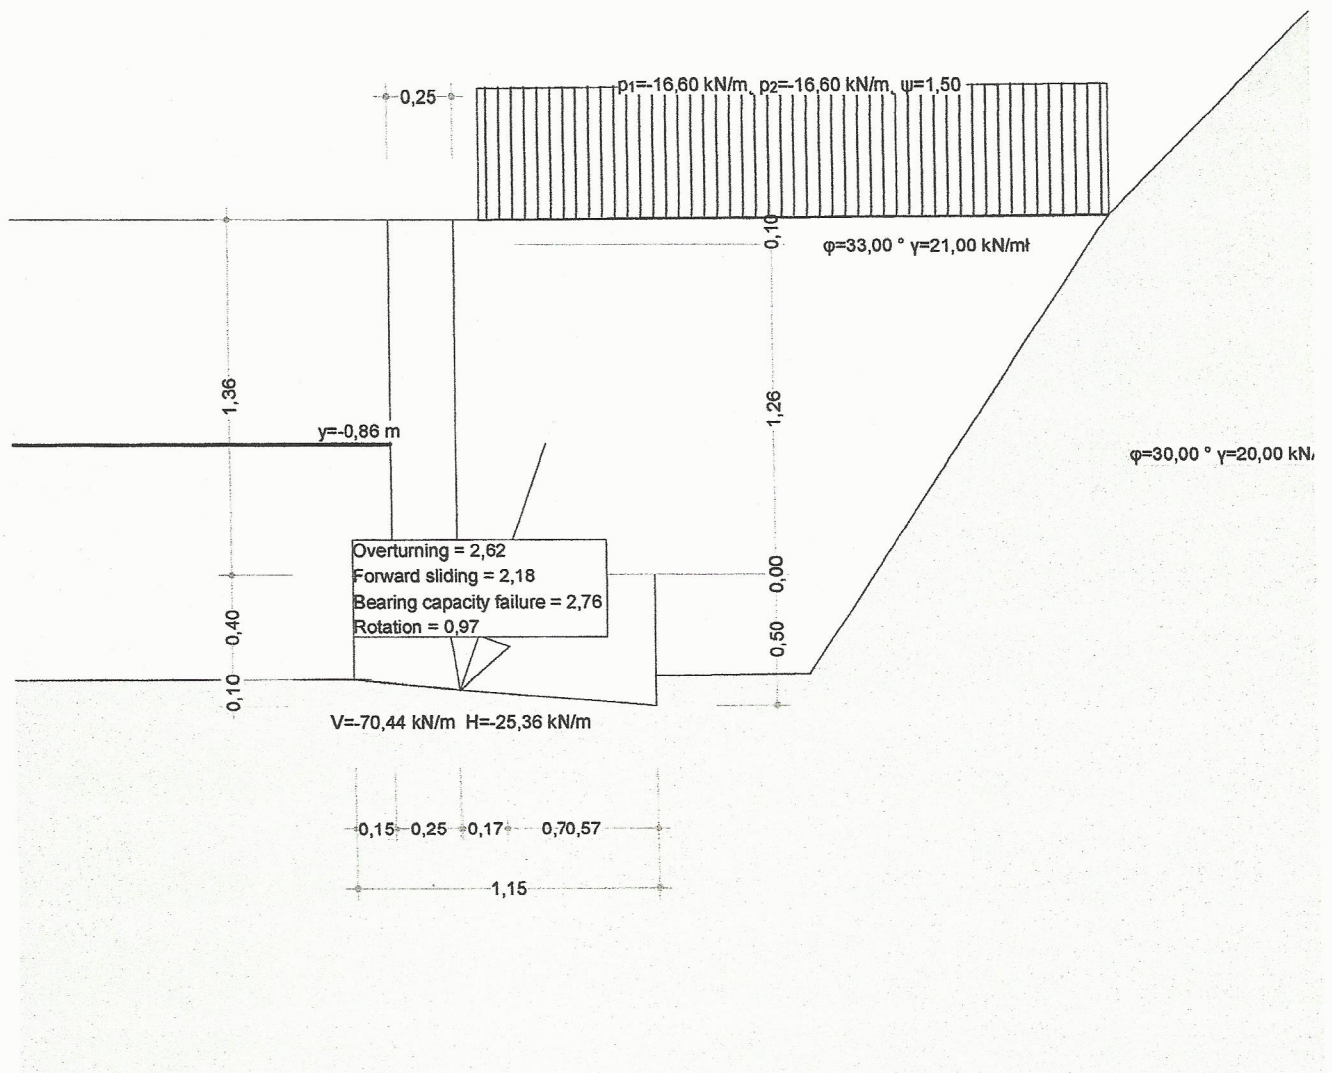 p1=-16,60 kN/m, p2=-16,60 kN/m, ψ=1,50
0,25
0,10
φ=33,00 ° γ=21,00 kN/mł
1,36
1,26
y=-0,86 m
φ=30,00 ° γ=20,00 kN/
Overturning = 2,62
Forward sliding = 2,18
Bearing capacity failure = 2,76
Rotation = 0,97
0,00
0,40
0,50
0,10
V=-70,44 kN/m H=-25,36 kN/m
0,15 0,25 0,17 0,70,57
1,15